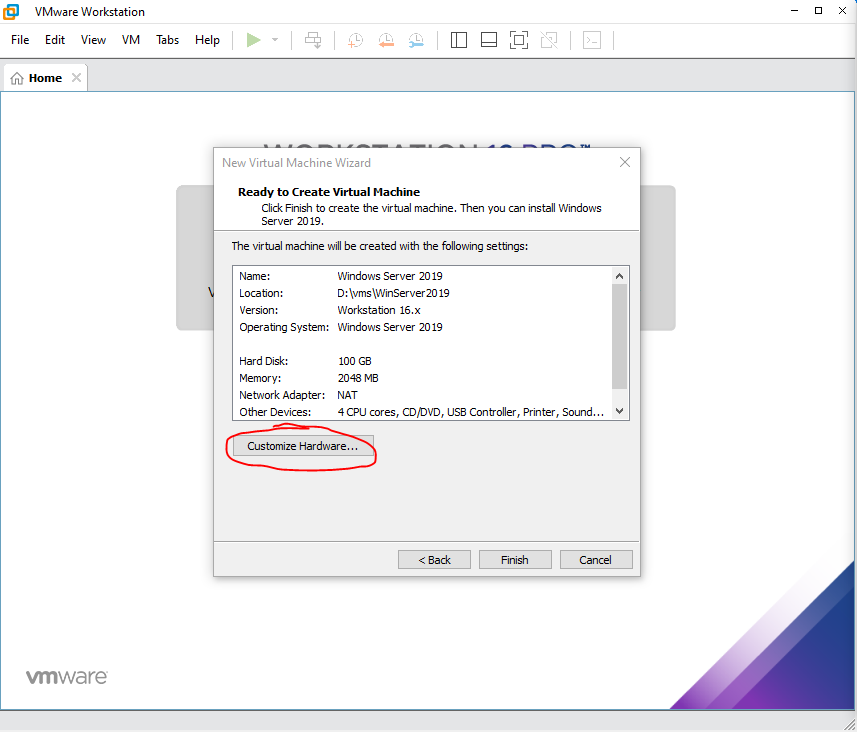 VMware Workstation
File Edit View VM Tabs Help
Home
WORKSTATION 16 PRO™
New Virtual Machine Wizard
Ready to Create Virtual Machine
Click Finish to create the virtual machine. Then you can install Windows
Server 2019.
The virtual machine will be created with the following settings:
Name: Windows Server 2019
Location: D:\vms\WinServer2019
Version: Workstation 16.x
Operating System: Windows Server 2019
Hard Disk: 100 GB
Memory: 2048 MB
Network Adapter: NAT
Other Devices: 4 CPU cores, CD/DVD, USB Controller, Printer, Sound...
Customize Hardware...
< Back Finish Cancel
vmware